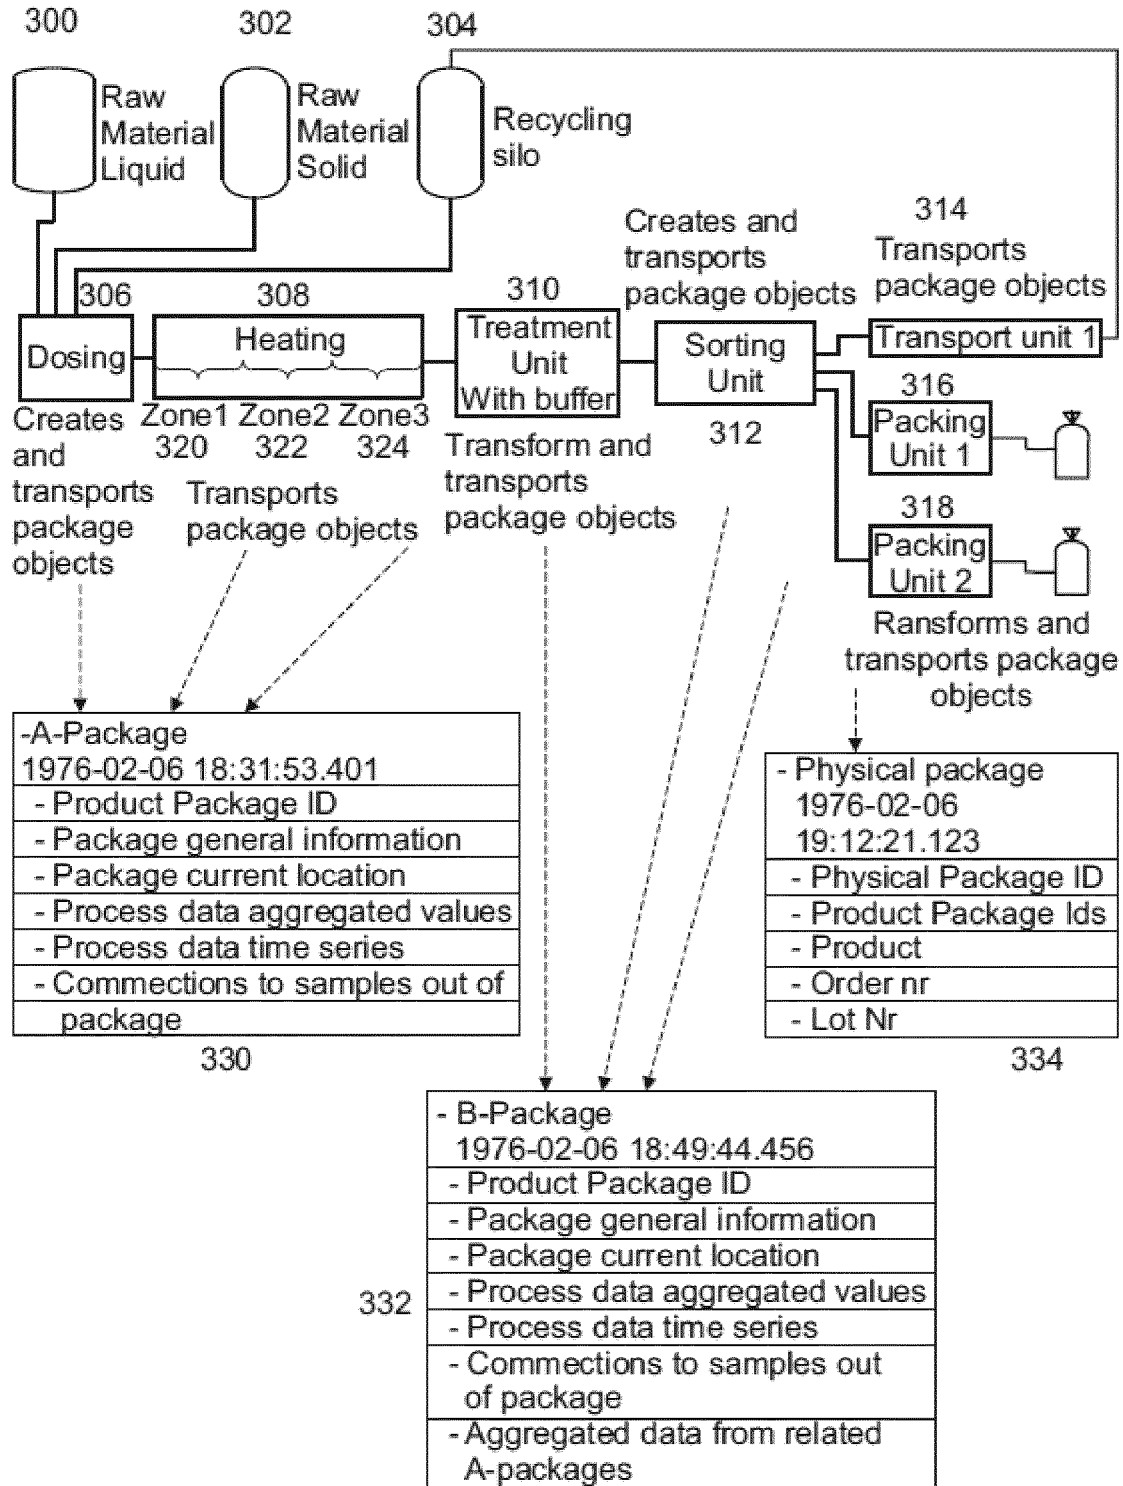 300
302
304
Raw
Material
Liquid
Raw
Material
Solid
Recycling
silo
306
308
310
Creates and
transports
package objects
314
Transports
package objects
Dosing
Heating
Treatment
Unit
With buffer
Sorting
Unit
Transport unit 1
Zone1
Zone2
Zone3
320
322
324
312
316
Packing
Unit 1
318
Packing
Unit 2
Creates
and
transports
package
objects
Transports
package objects
Transform and
transports
package objects
Ransforms and
transports package
objects
-A-Package
1976-02-06 18:31:53.401
- Product Package ID
- Package general information
- Package current location
- Process data aggregated values
- Process data time series
- Commections to samples out of
package
330
- Physical package
1976-02-06
19:12:21.123
- Physical Package ID
- Product Package Ids
- Product
- Order nr
- Lot Nr
334
- B-Package
1976-02-06 18:49:44.456
- Product Package ID
- Package general information
- Package current location
- Process data aggregated values
- Process data time series
- Commections to samples out
of package
- Aggregated data from related
A-packages
332